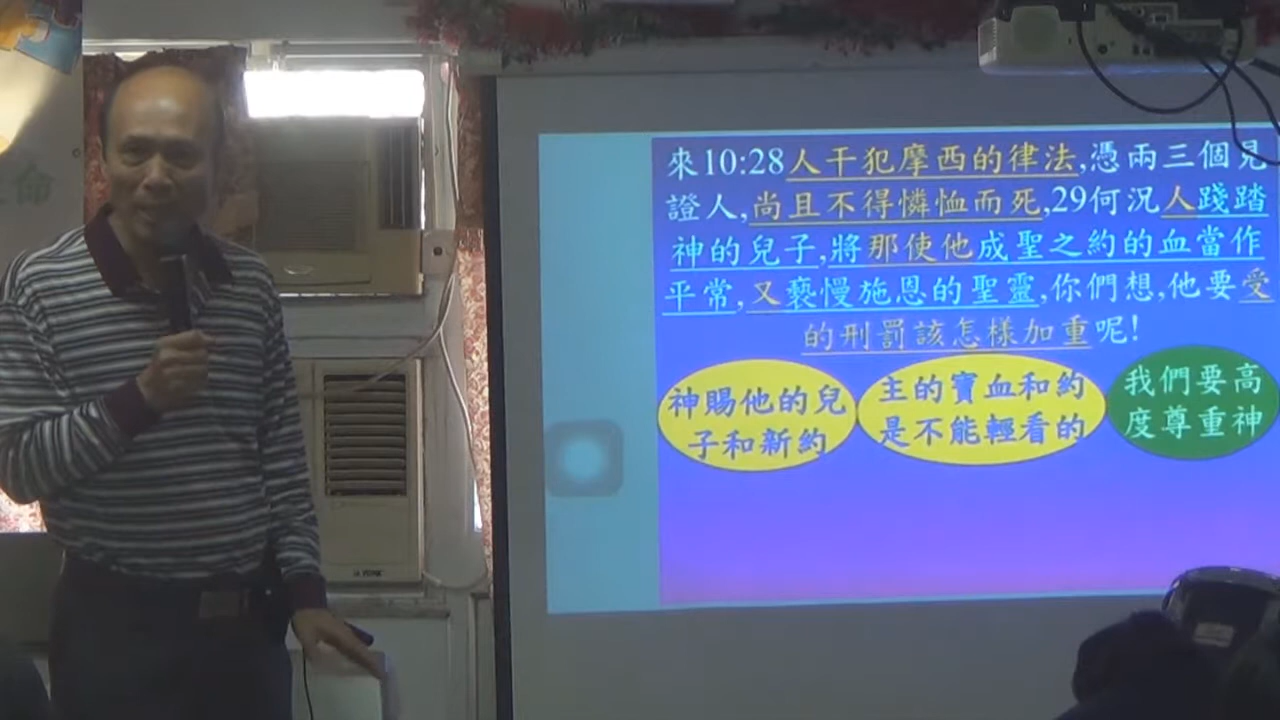 來10:28人干犯摩西的律法,憑兩三個見
證人,尚且不得憐恤而死,29何況人踐踏
神的兒子,將那使他成聖之約的血當作
平常,又褻慢施恩的聖靈,你們想,他要受
的刑罰該怎樣加重呢!
神賜他的兒
子和新約
主的寶血和約
是不能輕看的
我們要高
度尊重神
命